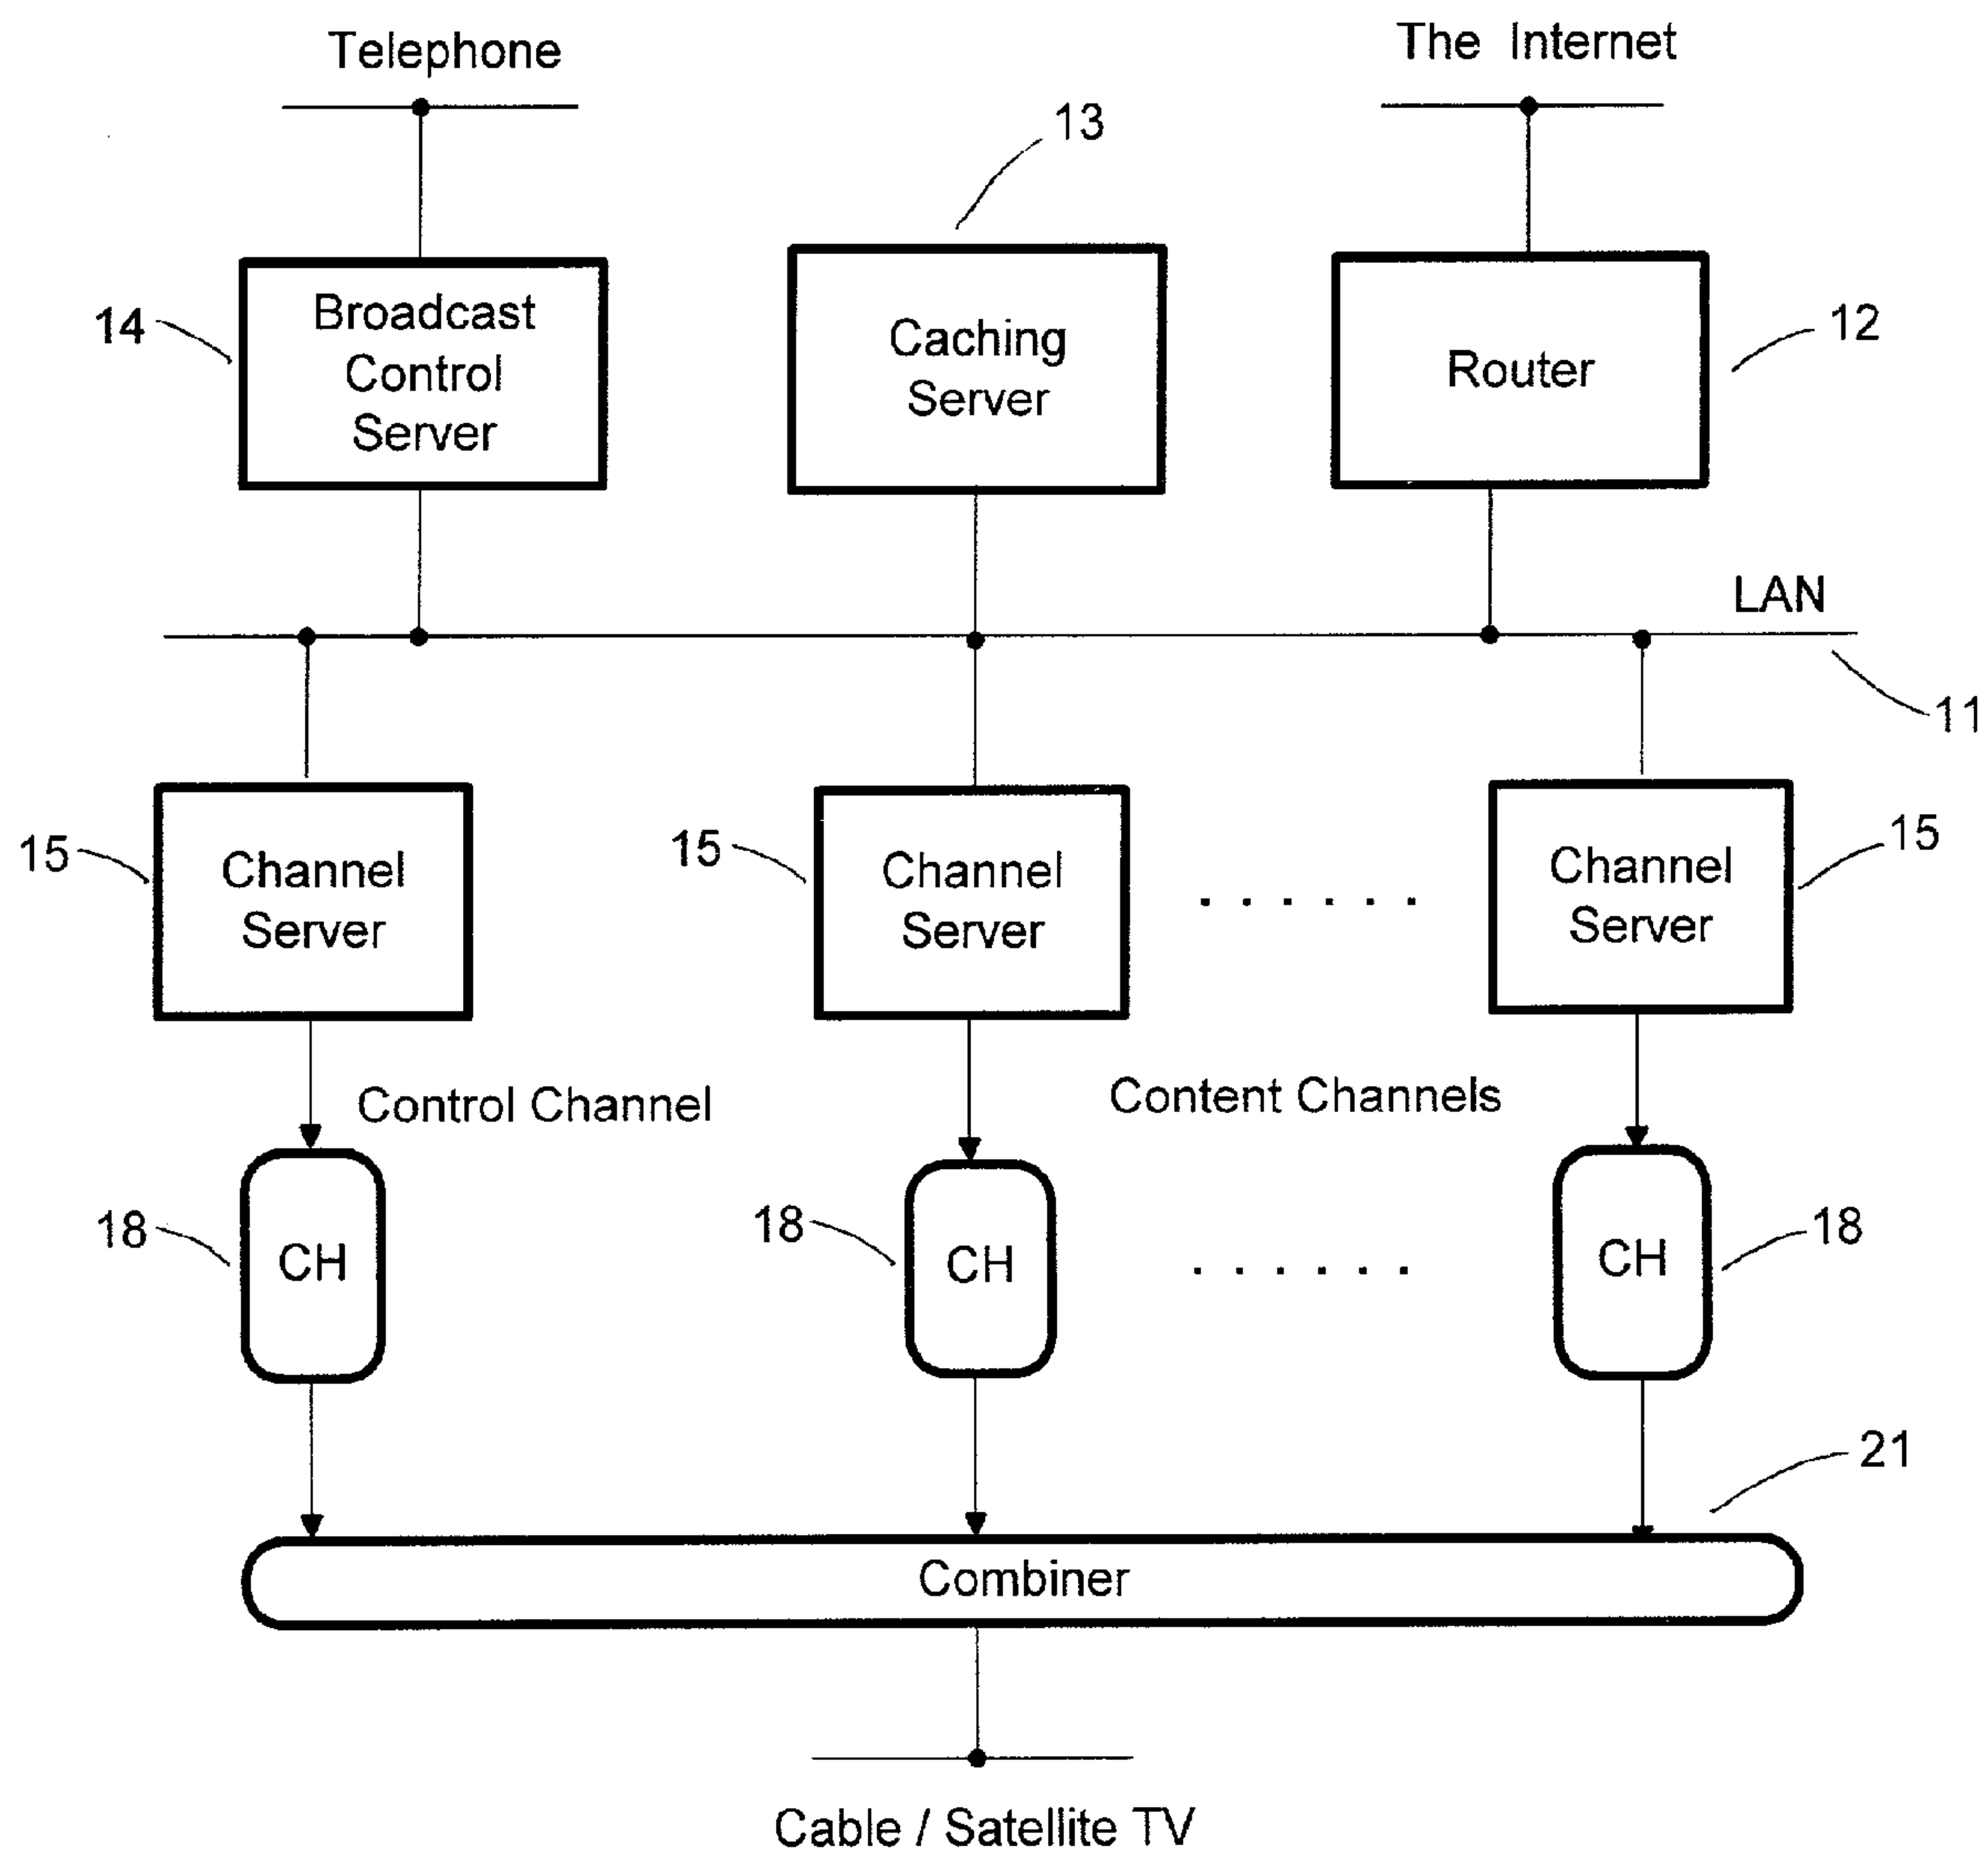 Telephone
The Internet
13
14
Broadcast
Control
Server
Caching
Server
Router
12
LAN
11
15
Channel
Server
15
Channel
Server
. . . . . .
Channel
Server
15
Control Channel
Content Channels
18
CH
18
CH
. . . . . .
CH
18
21
Combiner
Cable / Satellite TV